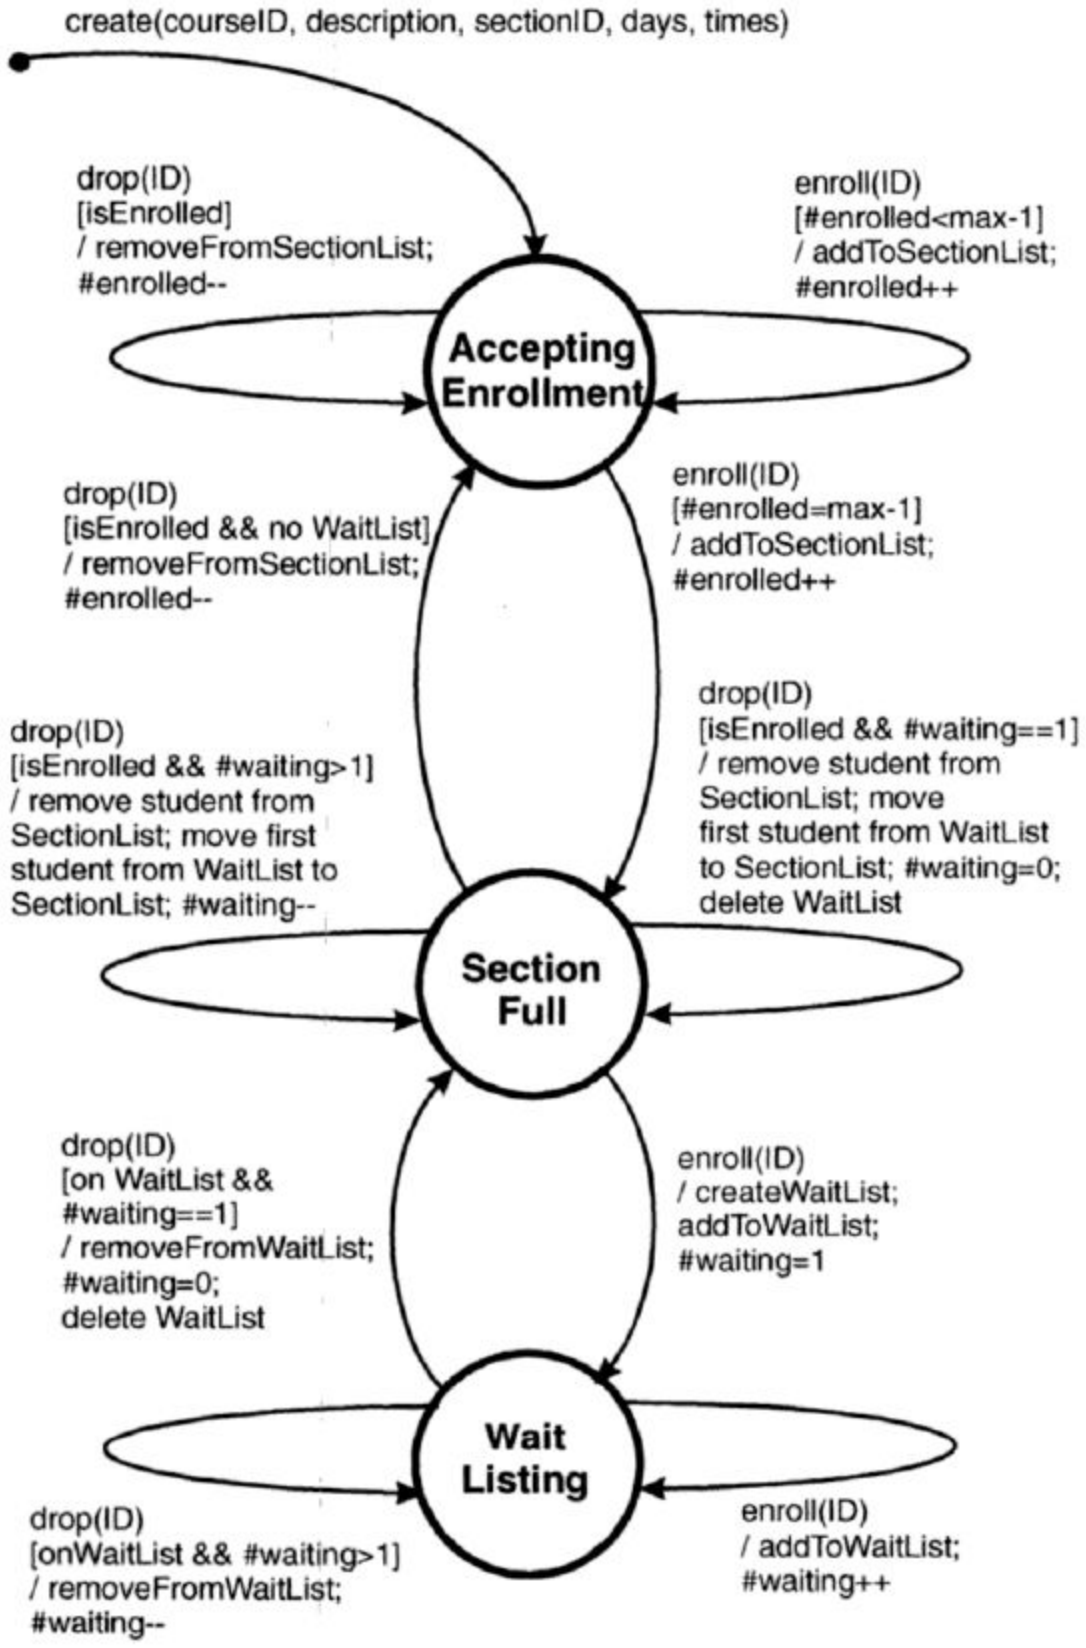 create(courseID, description, sectionID, days, times)
drop(ID)
[isEnrolled]
/ removeFromSectionList;
#enrolled--
enroll(ID)
[#enrolled<max-1]
/ addToSectionList;
#enrolled++
Accepting
Enrollment
drop(ID)
[isEnrolled && no WaitList]
/ removeFromSectionList;
#enrolled--
enroll(ID)
[#enrolled=max-1]
/ addToSectionList;
#enrolled++
drop(ID)
[isEnrolled && #waiting>1]
/ remove student from
SectionList; move first
student from WaitList to
SectionList; #waiting--
drop(ID)
[isEnrolled && #waiting==1]
/ remove student from
SectionList; move
first student from WaitList
to SectionList; #waiting=0;
delete WaitList
Section
Full
drop(ID)
[on WaitList &&
#waiting==1]
/ removeFromWaitList;
#waiting=0;
delete WaitList
enroll(ID)
/ createWaitList;
addToWaitList;
#waiting=1
Wait
Listing
drop(ID)
[onWaitList && #waiting>1]
/ removeFromWaitList;
#waiting--
enroll(ID)
/ addToWaitList;
#waiting++